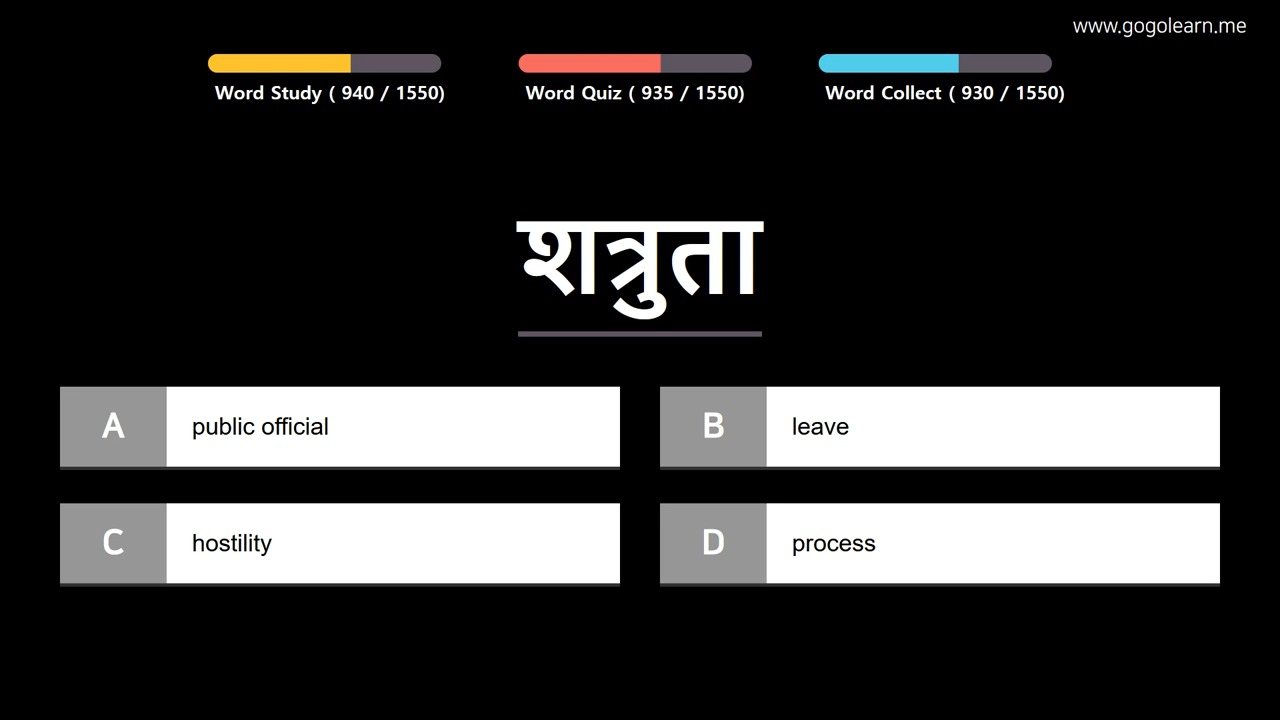 www.gogolearn.me
Word Study ( 940 / 1550)
Word Quiz ( 935 / 1550)
Word Collect ( 930 / 1550)
शत्रुता
A public official
B leave
C hostility
D process